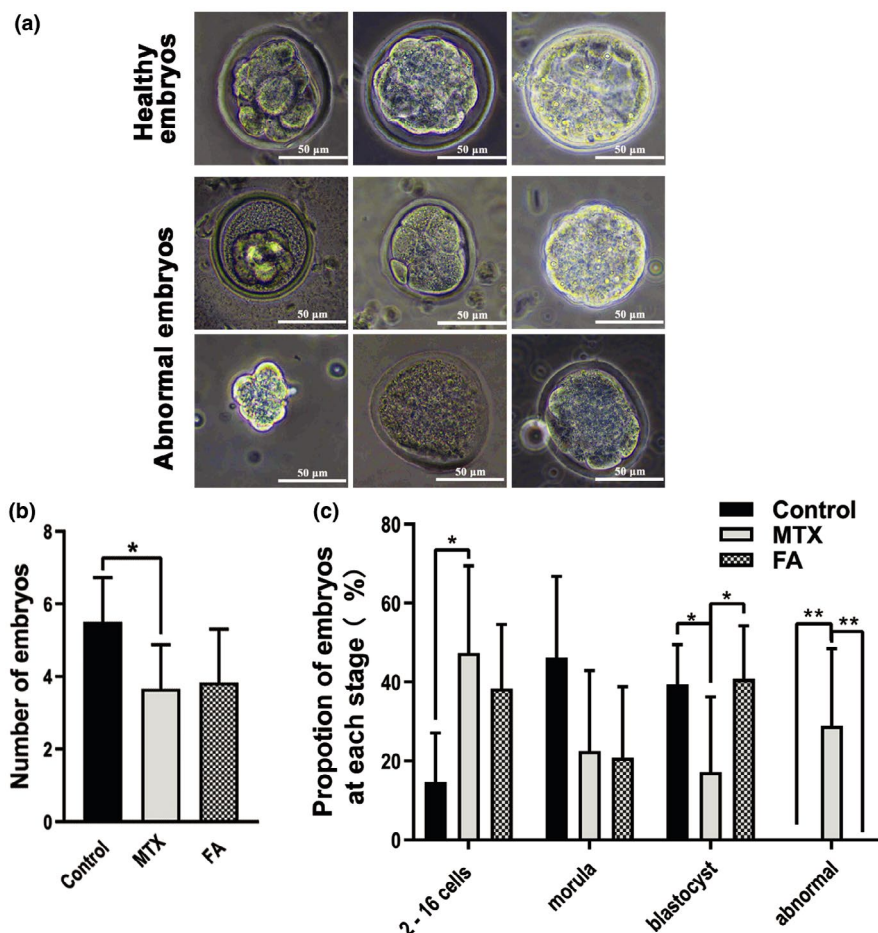 (a)
Healthy
embryos
50 µm
50 µm
50 µm
Abnormal embryos
50 µm
50 µm
50 µm
50 µm
50 µm
50 µm
(b)
Number of embryos
8
6
4
2
0
*
Control
MTX
FA
(c)
Propotion of embryos
at each stage ( %)
80
60
40
20
0
Control
MTX
FA
*
*
*
**
**
2 - 16 cells
morula
blastocyst
abnormal